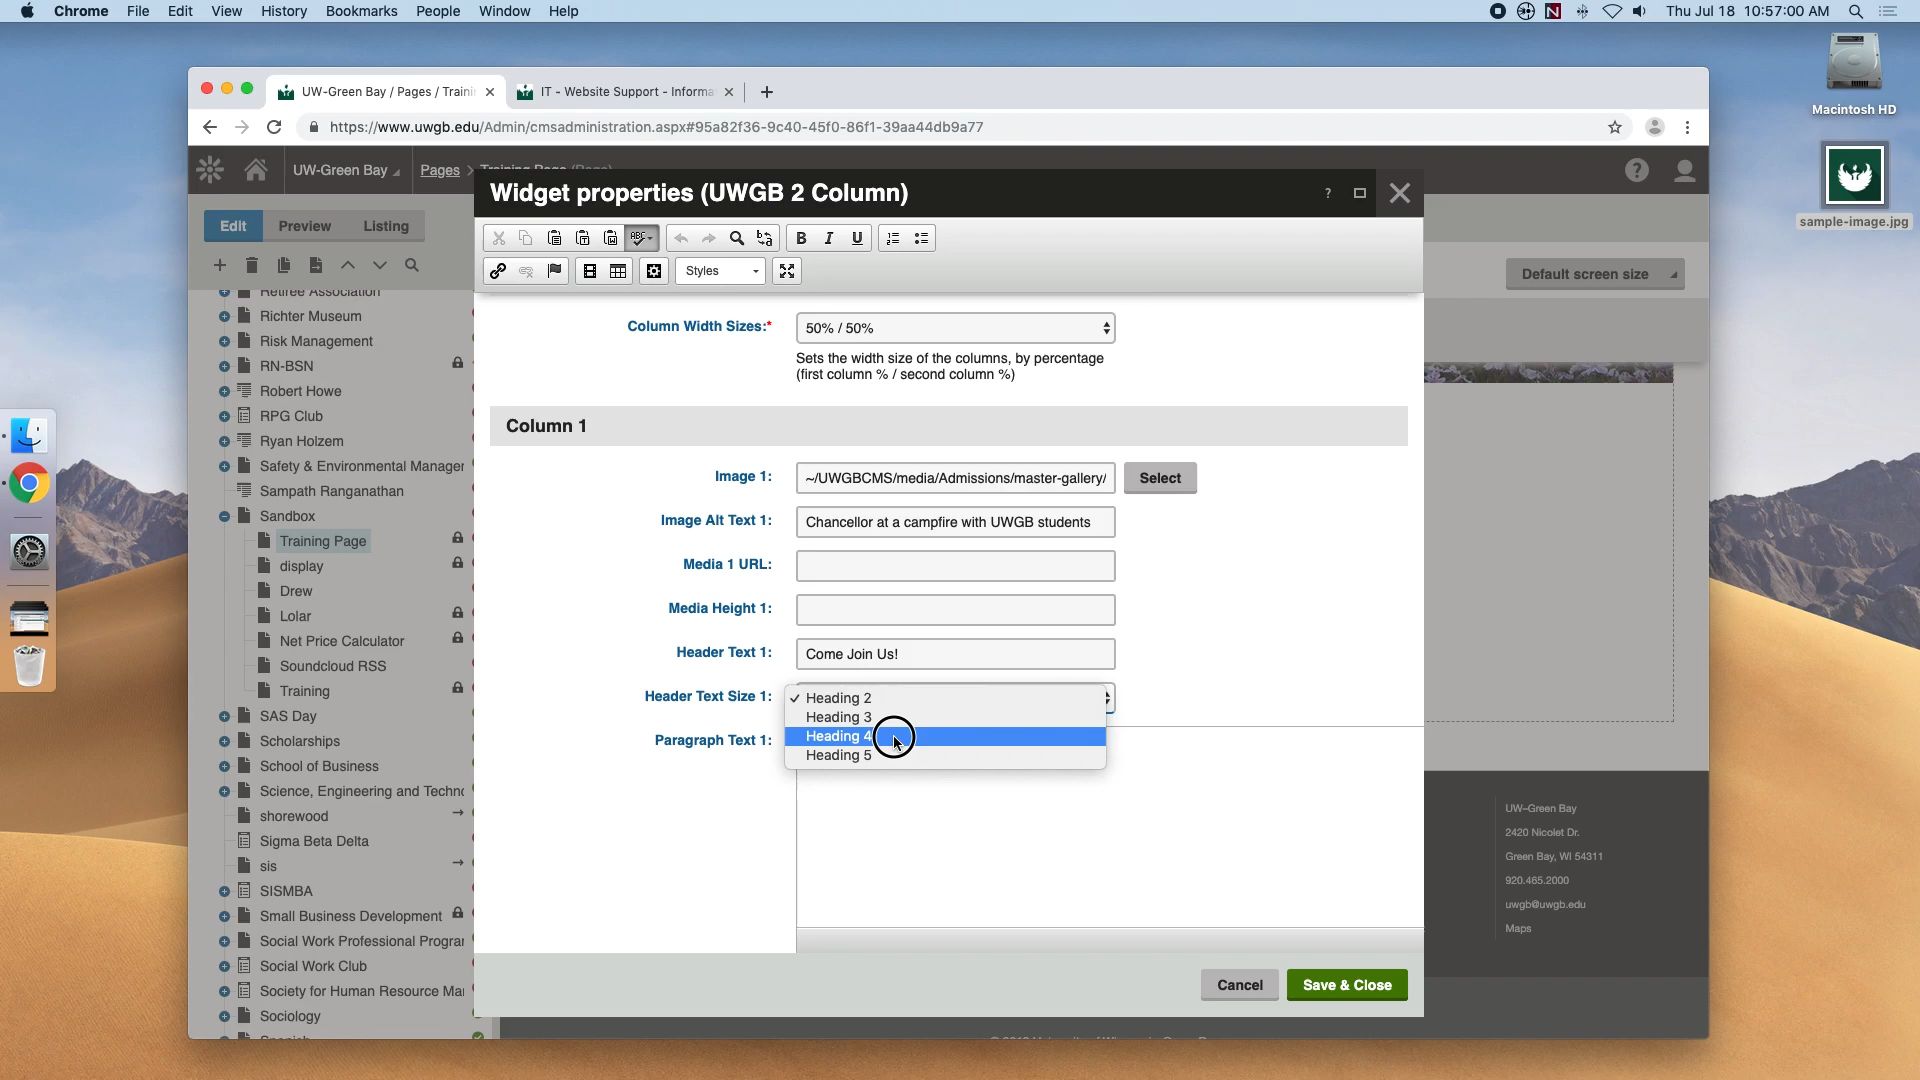 Chrome File Edit View History Bookmarks People Window Help
Thu Jul 18 10:57:00 AM
Macintosh HD
sample-image.jpg
UW-Green Bay / Pages / Traini
IT - Website Support - Informa
https://www.uwgb.edu/Admin/cmsadministration.aspx#95a82f36-9c40-45f0-86f1-39aa44db9a77
UW-Green Bay
Pages > Training Page (Page)
Widget properties (UWGB 2 Column)
?
Edit Preview Listing
ABC
B I U
Styles
Default screen size
Retiree Association
Richter Museum
Risk Management
RN-BSN
Robert Howe
RPG Club
Ryan Holzem
Safety & Environmental Manager
Sampath Ranganathan
Sandbox
Training Page
display
Drew
Lolar
Net Price Calculator
Soundcloud RSS
Training
SAS Day
Scholarships
School of Business
Science, Engineering and Techno
shorewood
Sigma Beta Delta
sis
SISMBA
Small Business Development
Social Work Professional Program
Social Work Club
Society for Human Resource Ma
Sociology
Column Width Sizes:*
50% / 50%
Sets the width size of the columns, by percentage
(first column % / second column %)
Column 1
Image 1:
~/UWGBCMS/media/Admissions/master-gallery/
Select
Image Alt Text 1:
Chancellor at a campfire with UWGB students
Media 1 URL:
Media Height 1:
Header Text 1:
Come Join Us!
Header Text Size 1:
Heading 2
Heading 3
Heading 4
Heading 5
Paragraph Text 1:
Cancel
Save & Close
UW-Green Bay
2420 Nicolet Dr.
Green Bay, WI 54311
920.465.2000
uwgb@uwgb.edu
Maps